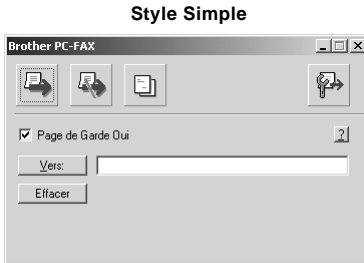 Style Simple
Brother PC-FAX
Page de Garde Oui
?
Vers:
Effacer